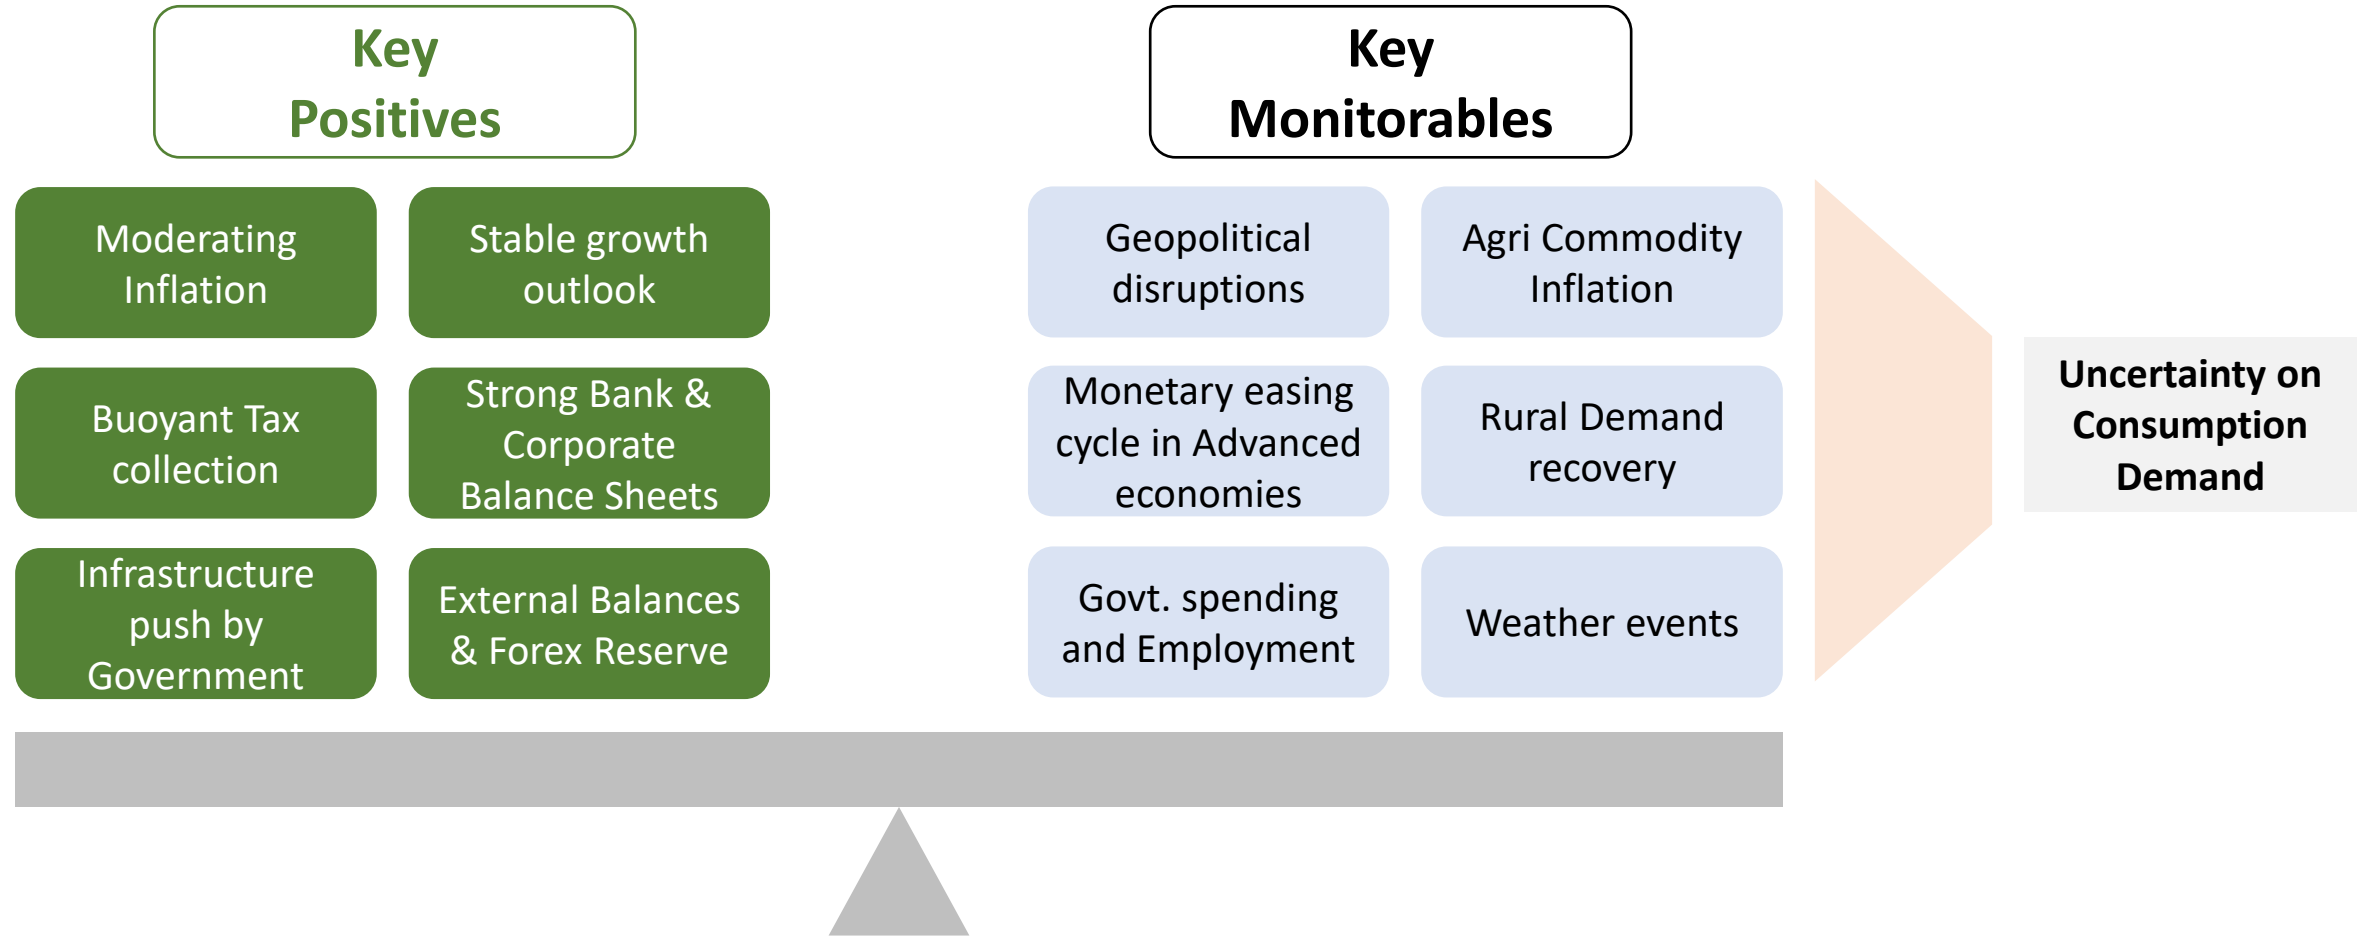 Key
Positives
Moderating
Inflation
Stable growth
outlook
Buoyant Tax
collection
Strong Bank &
Corporate
Balance Sheets
Infrastructure
push by
Government
External Balances
& Forex Reserve
Key
Monitorables
Geopolitical
disruptions
Agri Commodity
Inflation
Monetary easing
cycle in Advanced
economies
Rural Demand
recovery
Govt. spending
and Employment
Weather events
Uncertainty on
Consumption
Demand